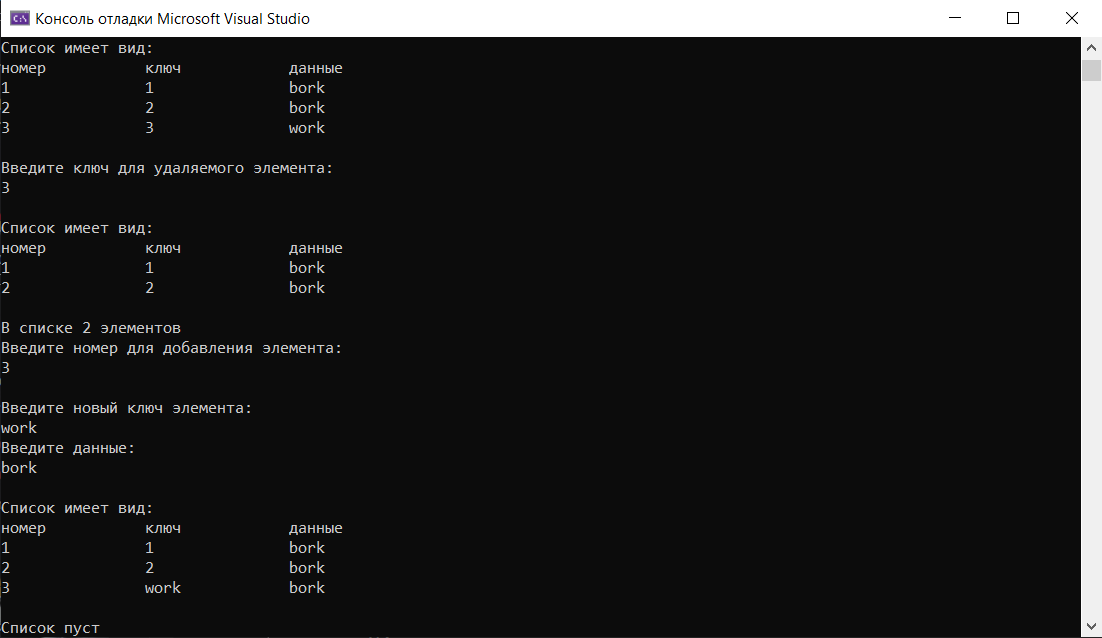 Консоль отладки Microsoft Visual Studio
Список имеет вид:
номер ключ данные
1 1 bork
2 2 bork
3 3 work
Введите ключ для удаляемого элемента:
3
Список имеет вид:
номер ключ данные
1 1 bork
2 2 bork
В списке 2 элементов
Введите номер для добавления элемента:
3
Введите новый ключ элемента:
work
Введите данные:
bork
Список имеет вид:
номер ключ данные
1 1 bork
2 2 bork
3 work bork
Список пуст